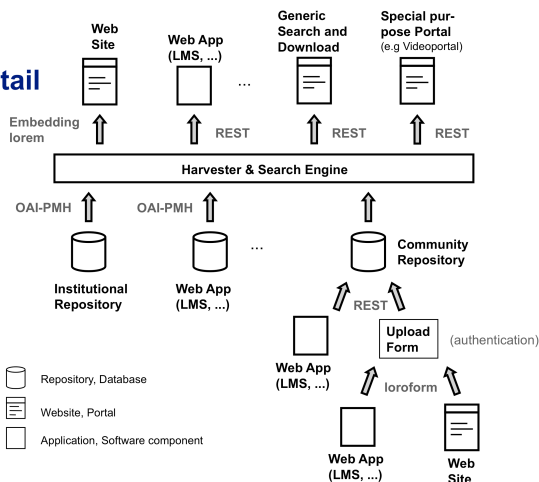 Web
Site
Web App
(LMS, ...)
Generic
Search and
Download
Special pur-
pose Portal
(e.g Videoportal)
tail
...
Embedding
lorem
REST
REST
REST
Harvester & Search Engine
OAI-PMH
OAI-PMH
...
Institutional
Repository
Web App
(LMS, ...)
Community
Repository
REST
Upload
Form
(authentication)
Web App
(LMS, ...)
loroform
Repository, Database
Website, Portal
Application, Software component
Web App
(LMS, ...)
Web
Site